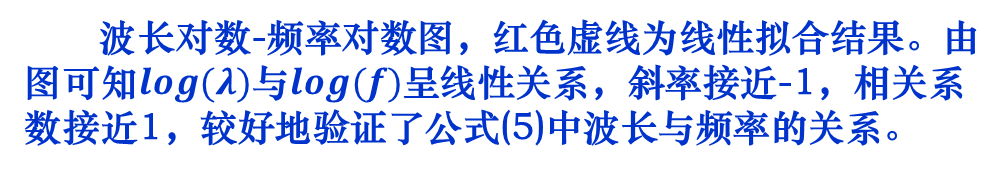 波长对数-频率对数图，红色虚线为线性拟合结果。由
图可知log(λ)与log(f)呈线性关系，斜率接近-1，相关系
数接近1，较好地验证了公式(5)中波长与频率的关系。